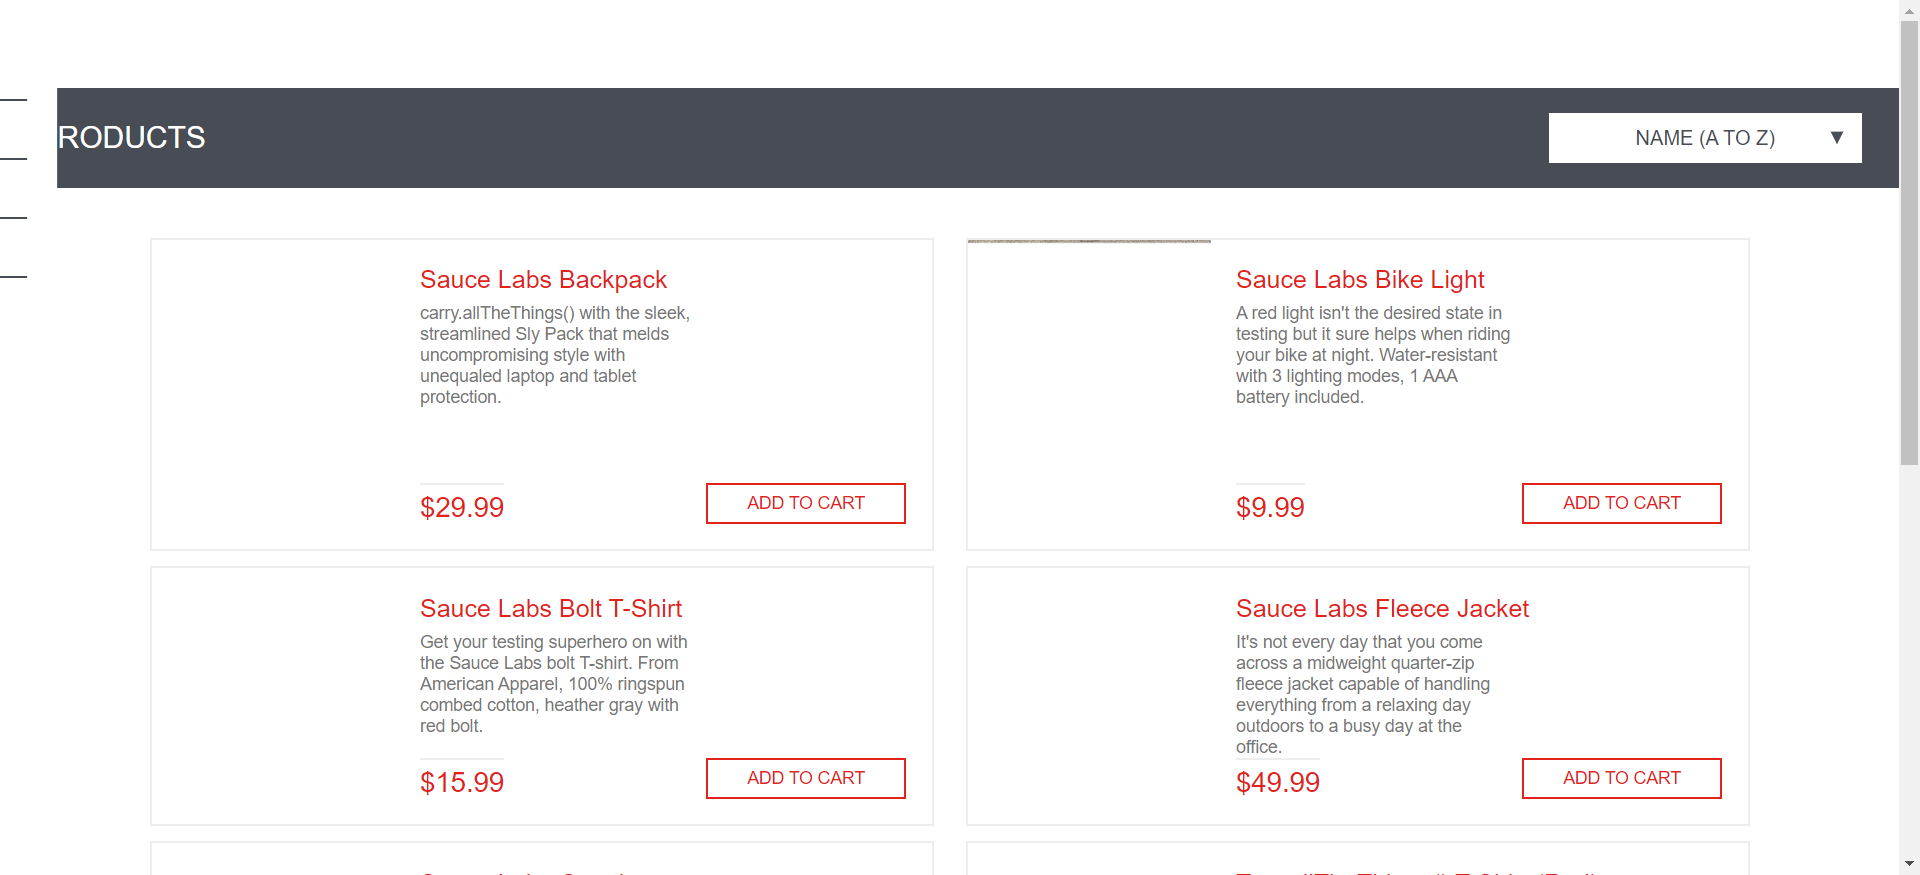 RODUCTS
NAME (A TO Z) ▼
Sauce Labs Backpack
carry.allTheThings() with the sleek,
streamlined Sly Pack that melds
uncompromising style with
unequaled laptop and tablet
protection.
$29.99
ADD TO CART
Sauce Labs Bike Light
A red light isn't the desired state in
testing but it sure helps when riding
your bike at night. Water-resistant
with 3 lighting modes, 1 AAA
battery included.
$9.99
ADD TO CART
Sauce Labs Bolt T-Shirt
Get your testing superhero on with
the Sauce Labs bolt T-shirt. From
American Apparel, 100% ringspun
combed cotton, heather gray with
red bolt.
$15.99
ADD TO CART
Sauce Labs Fleece Jacket
It's not every day that you come
across a midweight quarter-zip
fleece jacket capable of handling
everything from a relaxing day
outdoors to a busy day at the
office.
$49.99
ADD TO CART